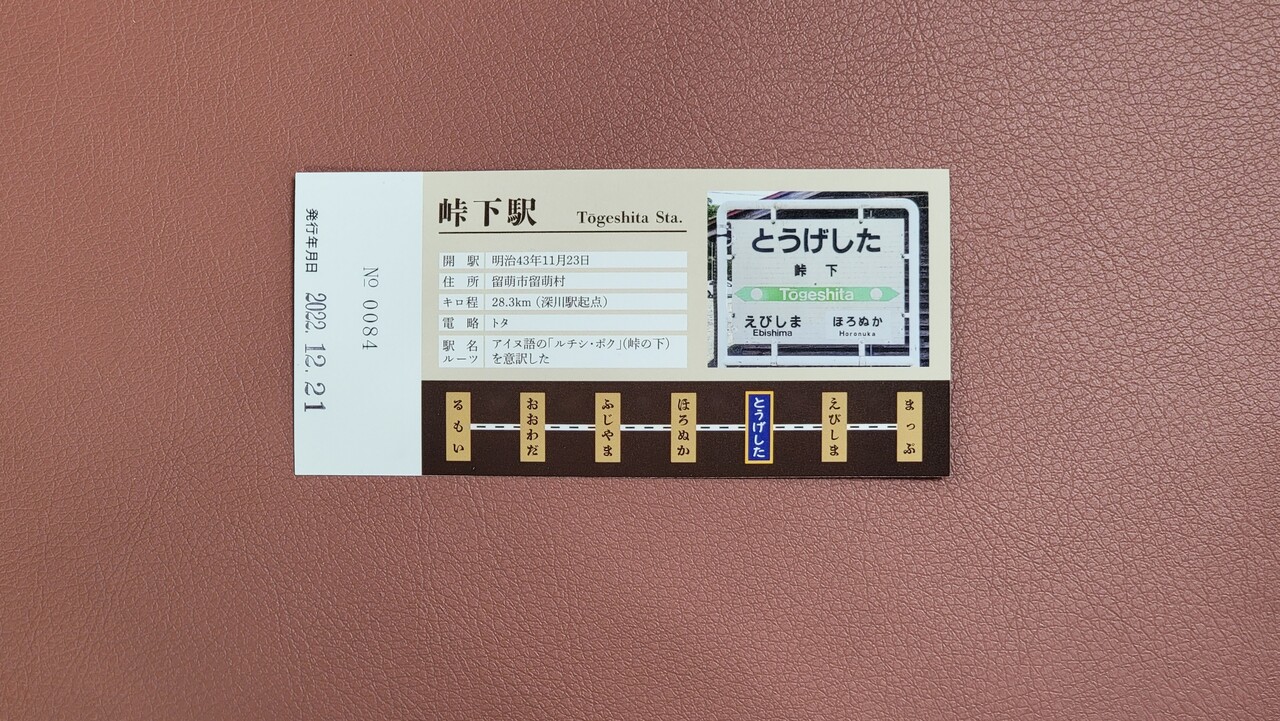 発行年月日 2022.12.21
No 0084
峠下駅 Tōgeshita Sta.
開駅 明治43年11月23日
住所 留萌市留萌村
キロ程 28.3km（深川駅起点）
電略 トタ
駅名ルーツ アイヌ語の「ルチシ・ポク」(峠の下)
を意訳した
とうげした
峠下
Tōgeshita
えびしま ほろぬか
Ebishima Horonuka
るもい おおわだ ふじやま ほろぬか とうげした えびしま まっぷ